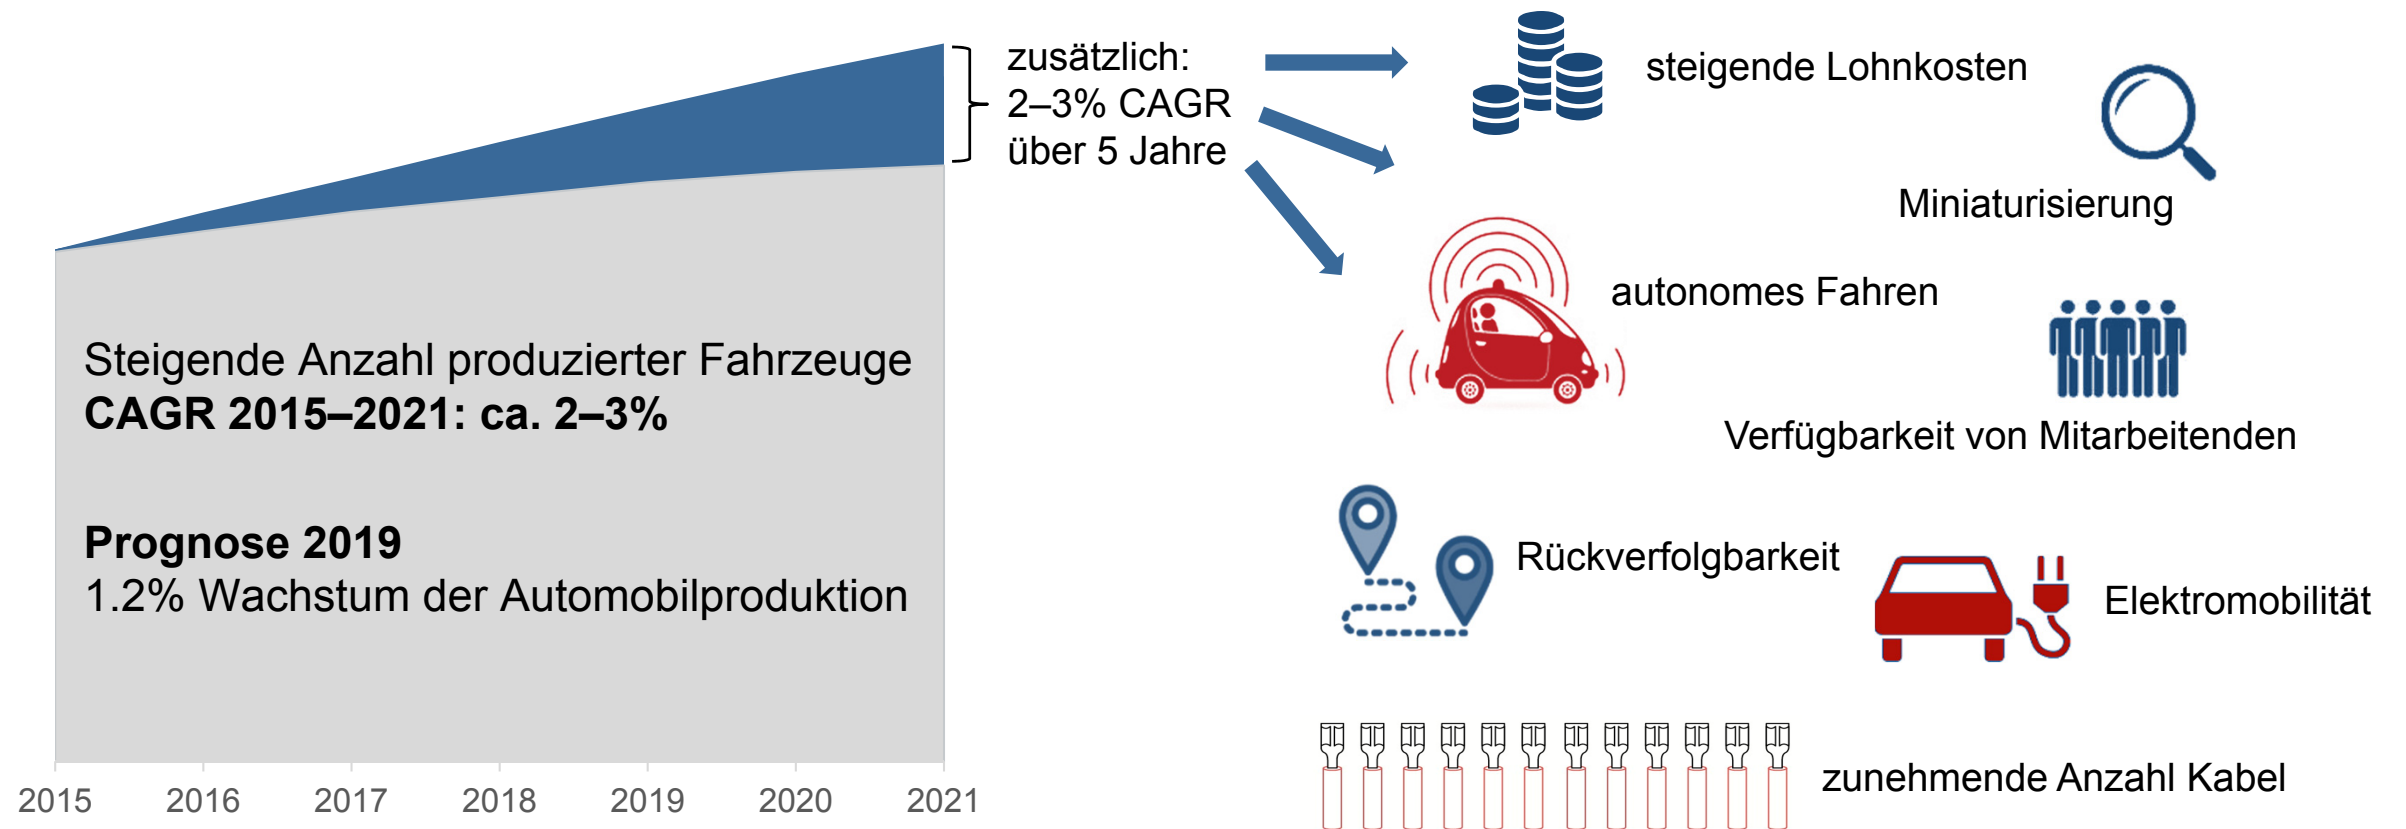 zusätzlich:
2–3% CAGR
über 5 Jahre
steigende Lohnkosten
Miniaturisierung
autonomes Fahren
Verfügbarkeit von Mitarbeitenden
Rückverfolgbarkeit
Elektromobilität
zunehmende Anzahl Kabel
Steigende Anzahl produzierter Fahrzeuge
CAGR 2015–2021: ca. 2–3%
Prognose 2019
1.2% Wachstum der Automobilproduktion
2015 2016 2017 2018 2019 2020 2021